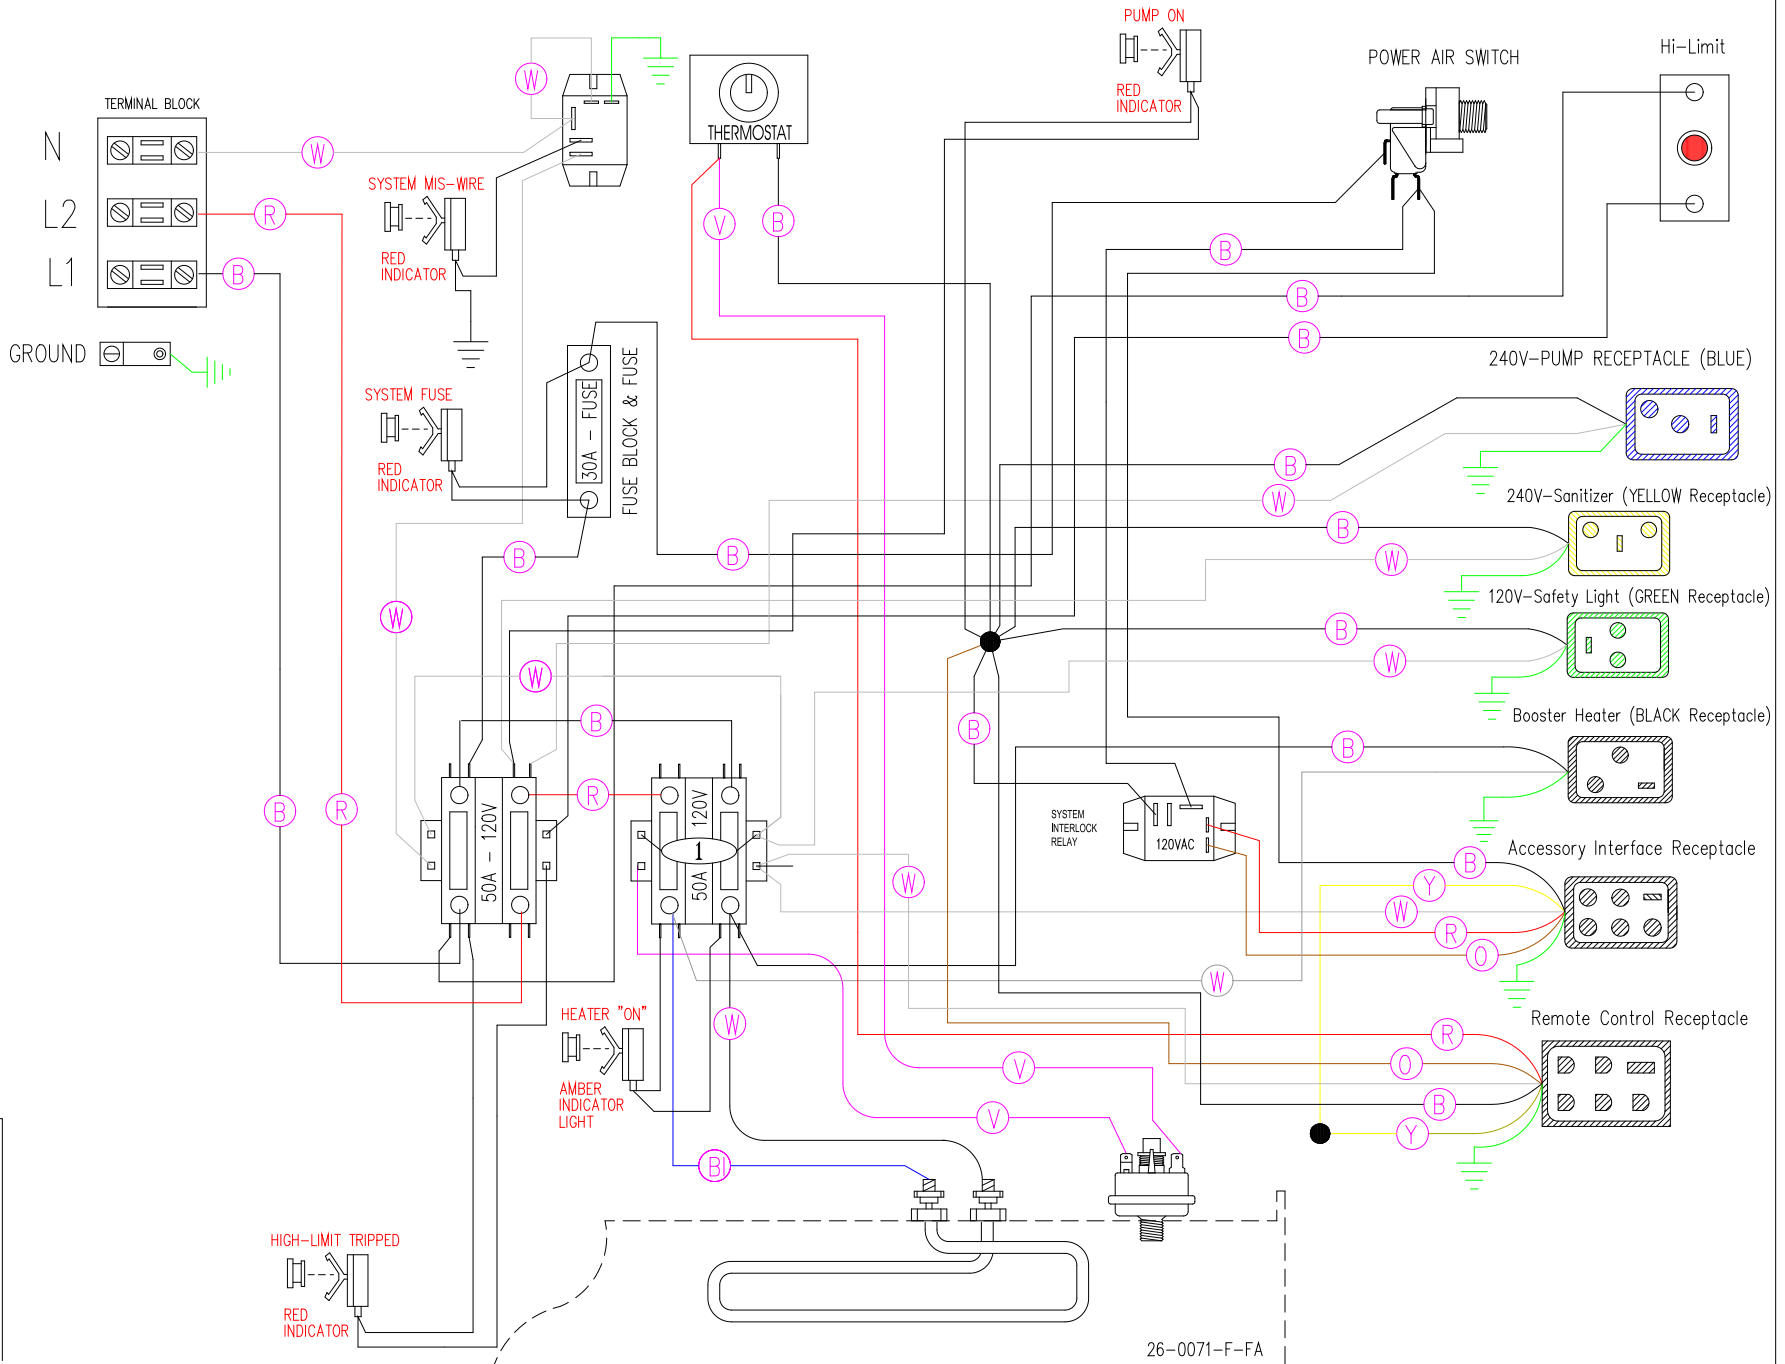 PUMP ON
RED
INDICATOR
POWER AIR SWITCH
Hi-Limit
TERMINAL BLOCK
N
L2
L1
GROUND
W
R
B
W
SYSTEM MIS-WIRE
RED
INDICATOR
THERMOSTAT
V
B
B
B
B
SYSTEM FUSE
RED
INDICATOR
30A - FUSE
FUSE BLOCK & FUSE
240V-PUMP RECEPTACLE (BLUE)
B
W
240V-Sanitizer (YELLOW Receptacle)
B
W
B
B
120V-Safety Light (GREEN Receptacle)
B
W
W
W
B
B
Booster Heater (BLACK Receptacle)
B
B
R
R
50A - 120V
50A 120V
1
SYSTEM
INTERLOCK
RELAY
120VAC
Accessory Interface Receptacle
B
Y
W
R
O
W
W
W
HEATER "ON"
AMBER
INDICATOR
LIGHT
Remote Control Receptacle
R
O
B
Y
V
V
Bl
HIGH-LIMIT TRIPPED
RED
INDICATOR
26-0071-F-FA